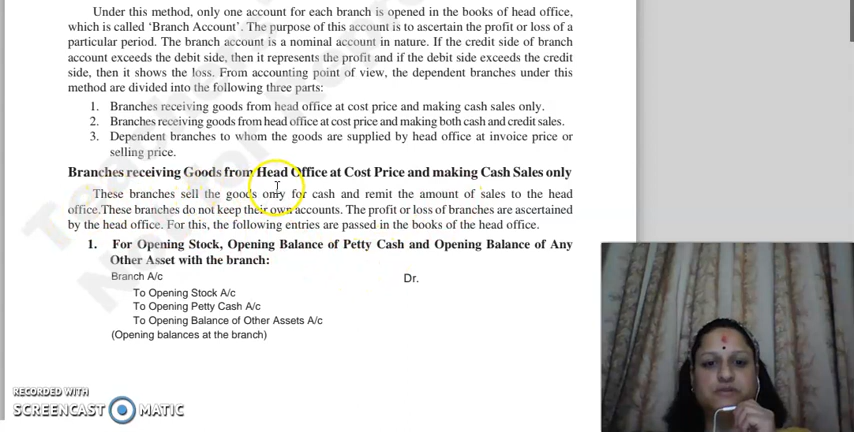 Under this method, only one account for each branch is opened in the books of head office,
which is called ‘Branch Account’. The purpose of this account is to ascertain the profit or loss of a
particular period. The branch account is a nominal account in nature. If the credit side of branch
account exceeds the debit side, then it represents the profit and if the debit side exceeds the credit
side, then it shows the loss. From accounting point of view, the dependent branches under this
method are divided into the following three parts:
1. Branches receiving goods from head office at cost price and making cash sales only.
2. Branches receiving goods from head office at cost price and making both cash and credit sales.
3. Dependent branches to whom the goods are supplied by head office at invoice price or
selling price.
Branches receiving Goods from Head Office at Cost Price and making Cash Sales only
These branches sell the goods only for cash and remit the amount of sales to the head
office.These branches do not keep their own accounts. The profit or loss of branches are ascertained
by the head office. For this, the following entries are passed in the books of the head office.
1. For Opening Stock, Opening Balance of Petty Cash and Opening Balance of Any
Other Asset with the branch:
Branch A/c Dr.
To Opening Stock A/c
To Opening Petty Cash A/c
To Opening Balance of Other Assets A/c
(Opening balances at the branch)
RECORDED WITH
SCREENCAST MATIC